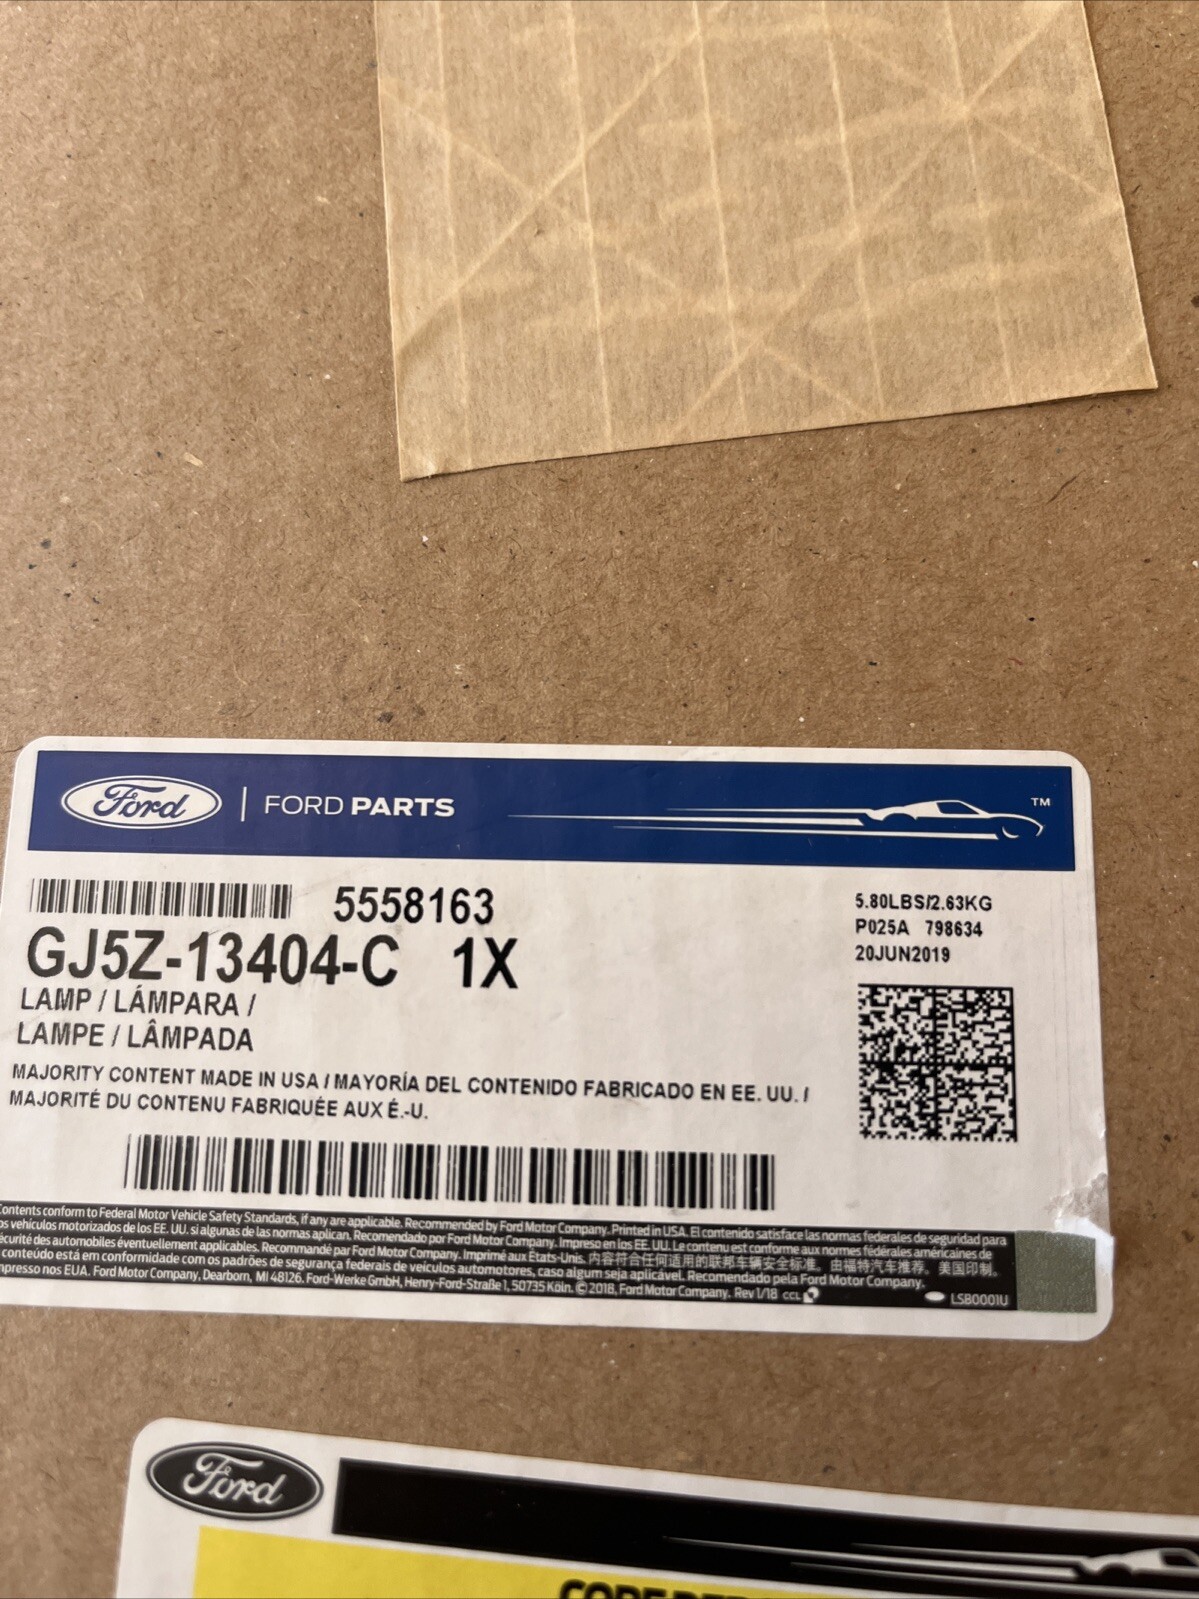 Ford | FORD PARTS ™
5558163
GJ5Z-13404-C 1X
LAMP / LÁMPARA /
LAMPE / LÂMPADA
5.80LBS/2.63KG
P025A 798634
20JUN2019
MAJORITY CONTENT MADE IN USA / MAYORÍA DEL CONTENIDO FABRICADO EN EE. UU. /
MAJORITÉ DU CONTENU FABRIQUÉE AUX É.-U.
Contents conform to Federal Motor Vehicle Safety Standards, if any are applicable. Recommended by Ford Motor Company. Printed in USA. El contenido satisface las normas federales de seguridad para
os vehículos motorizados de los EE. UU. si algunas de las normas aplican. Recomendado por Ford Motor Company. Impreso en los EE. UU. Le contenu est conforme aux normes fédérales américaines de
écurité des automobiles éventuellement applicables. Recommandé par Ford Motor Company. Imprimé aux États-Unis. 内容符合任何适用的联邦车辆安全标准。由福特汽车推荐。美国印制。
conteúdo está em conformidade com os padrões de segurança federais de veículos automotores, caso algum seja aplicável. Recomendado pela Ford Motor Company.
mpresso nos EUA. Ford Motor Company, Dearborn, MI 48126. Ford-Werke GmbH, Henry-Ford-Straße 1, 50735 Köln. © 2018, Ford Motor Company. Rev 1/18 CCL
LSB0001U
Ford